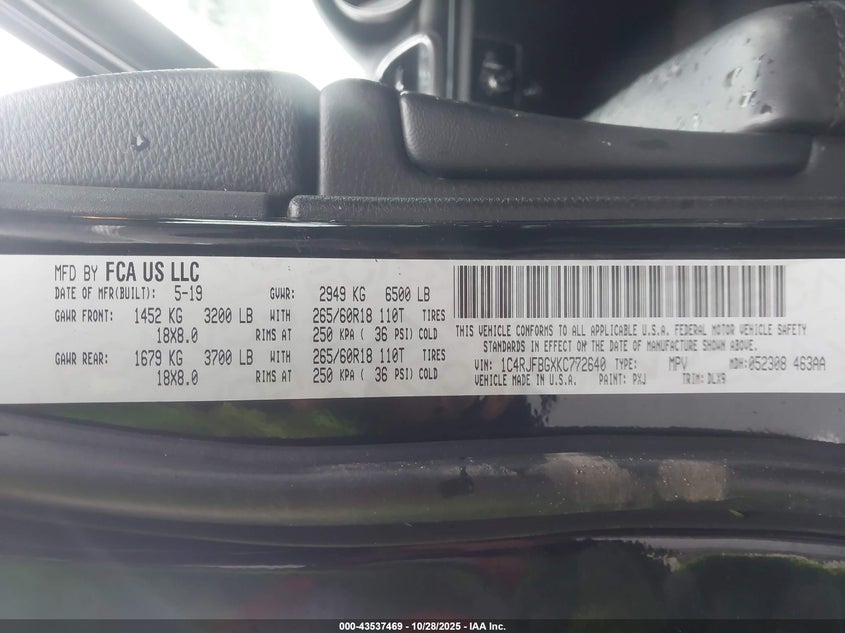 MFD BY FCA US LLC
DATE OF MFR(BUILT): 5-19 GVWR: 2949 KG 6500 LB
GAWR FRONT: 1452 KG 3200 LB WITH 265/60R18 110T TIRES
18X8.0 RIMS AT 250 KPA ( 36 PSI) COLD
GAWR REAR: 1679 KG 3700 LB WITH 265/60R18 110T TIRES
18X8.0 RIMS AT 250 KPA ( 36 PSI) COLD
THIS VEHICLE CONFORMS TO ALL APPLICABLE U.S.A. FEDERAL MOTOR VEHICLE SAFETY
STANDARDS IN EFFECT ON THE DATE OF MANUFACTURE SHOWN ABOVE.
VIN: 1C4RJFBGXKC772640 TYPE: MPV MDH: 052308 463AA
VEHICLE MADE IN U.S.A. PAINT: PXJ TRIM: DLX9
000-43537469 - 10/28/2025 - IAA Inc.